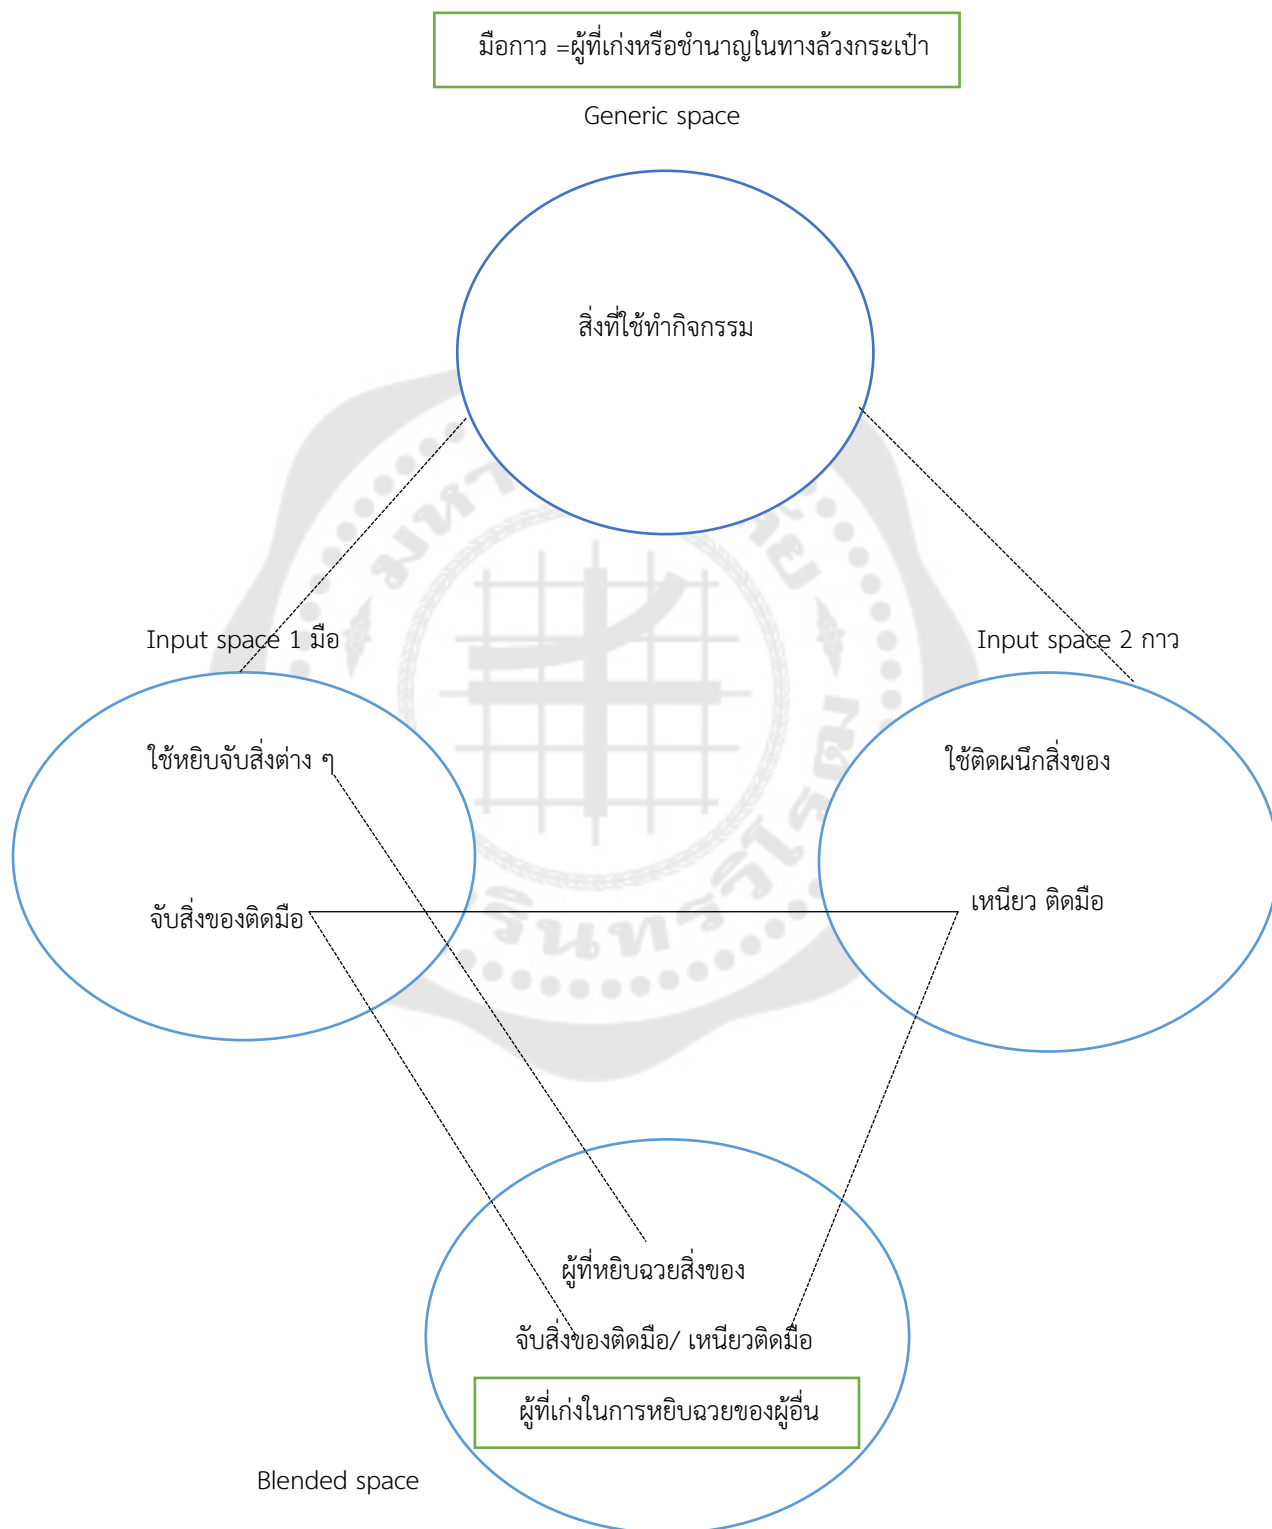 มือกาว =ผู้ที่เก่งหรือชำนาญในทางล้วงกระเป๋า
Generic space
สิ่งที่ใช้ทำกิจกรรม
Input space 1 มือ
Input space 2 กาว
ใช้หยิบจับสิ่งต่าง ๆ
ใช้ติดผนึกสิ่งของ
จับสิ่งของติดมือ
เหนียว ติดมือ
ผู้ที่หยิบฉวยสิ่งของ
จับสิ่งของติดมือ/ เหนียวติดมือ
ผู้ที่เก่งในการหยิบฉวยของผู้อื่น
Blended space